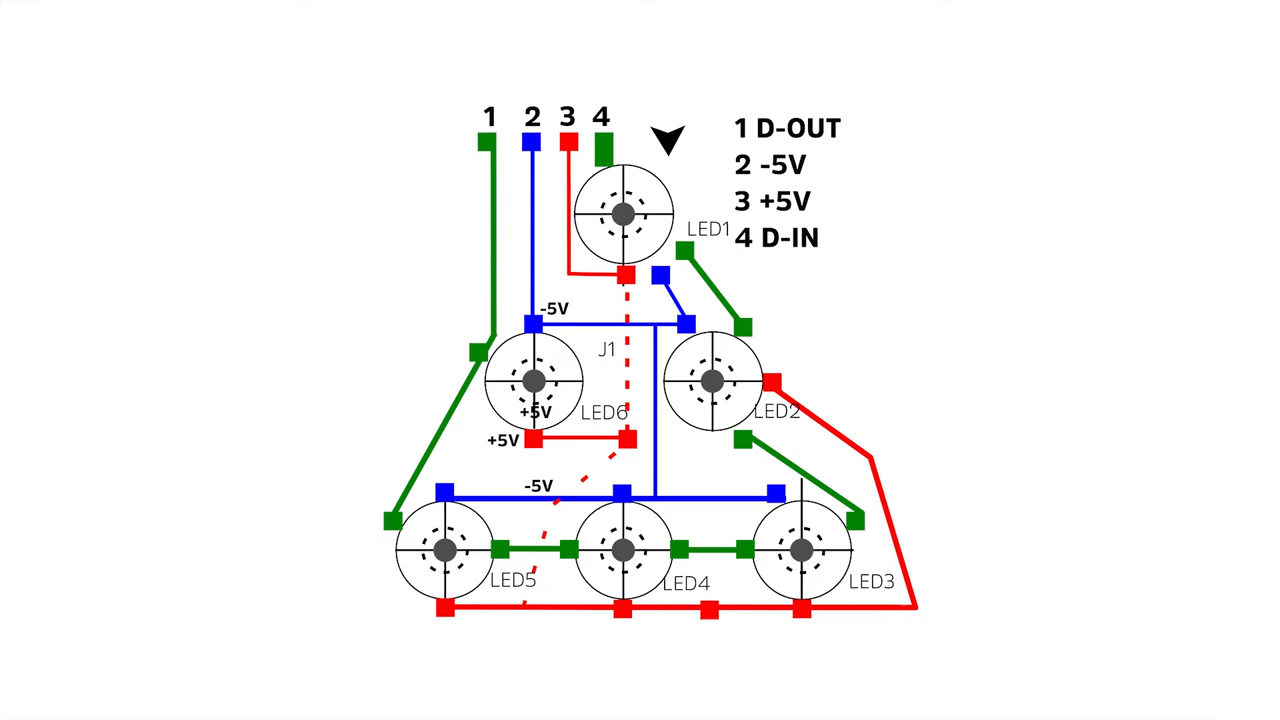 1 2 3 4
1 D-OUT
2 -5V
3 +5V
4 D-IN
LED1
-5V
J1
LED6
LED2
+5V
+5V
-5V
LED5
LED4
LED3